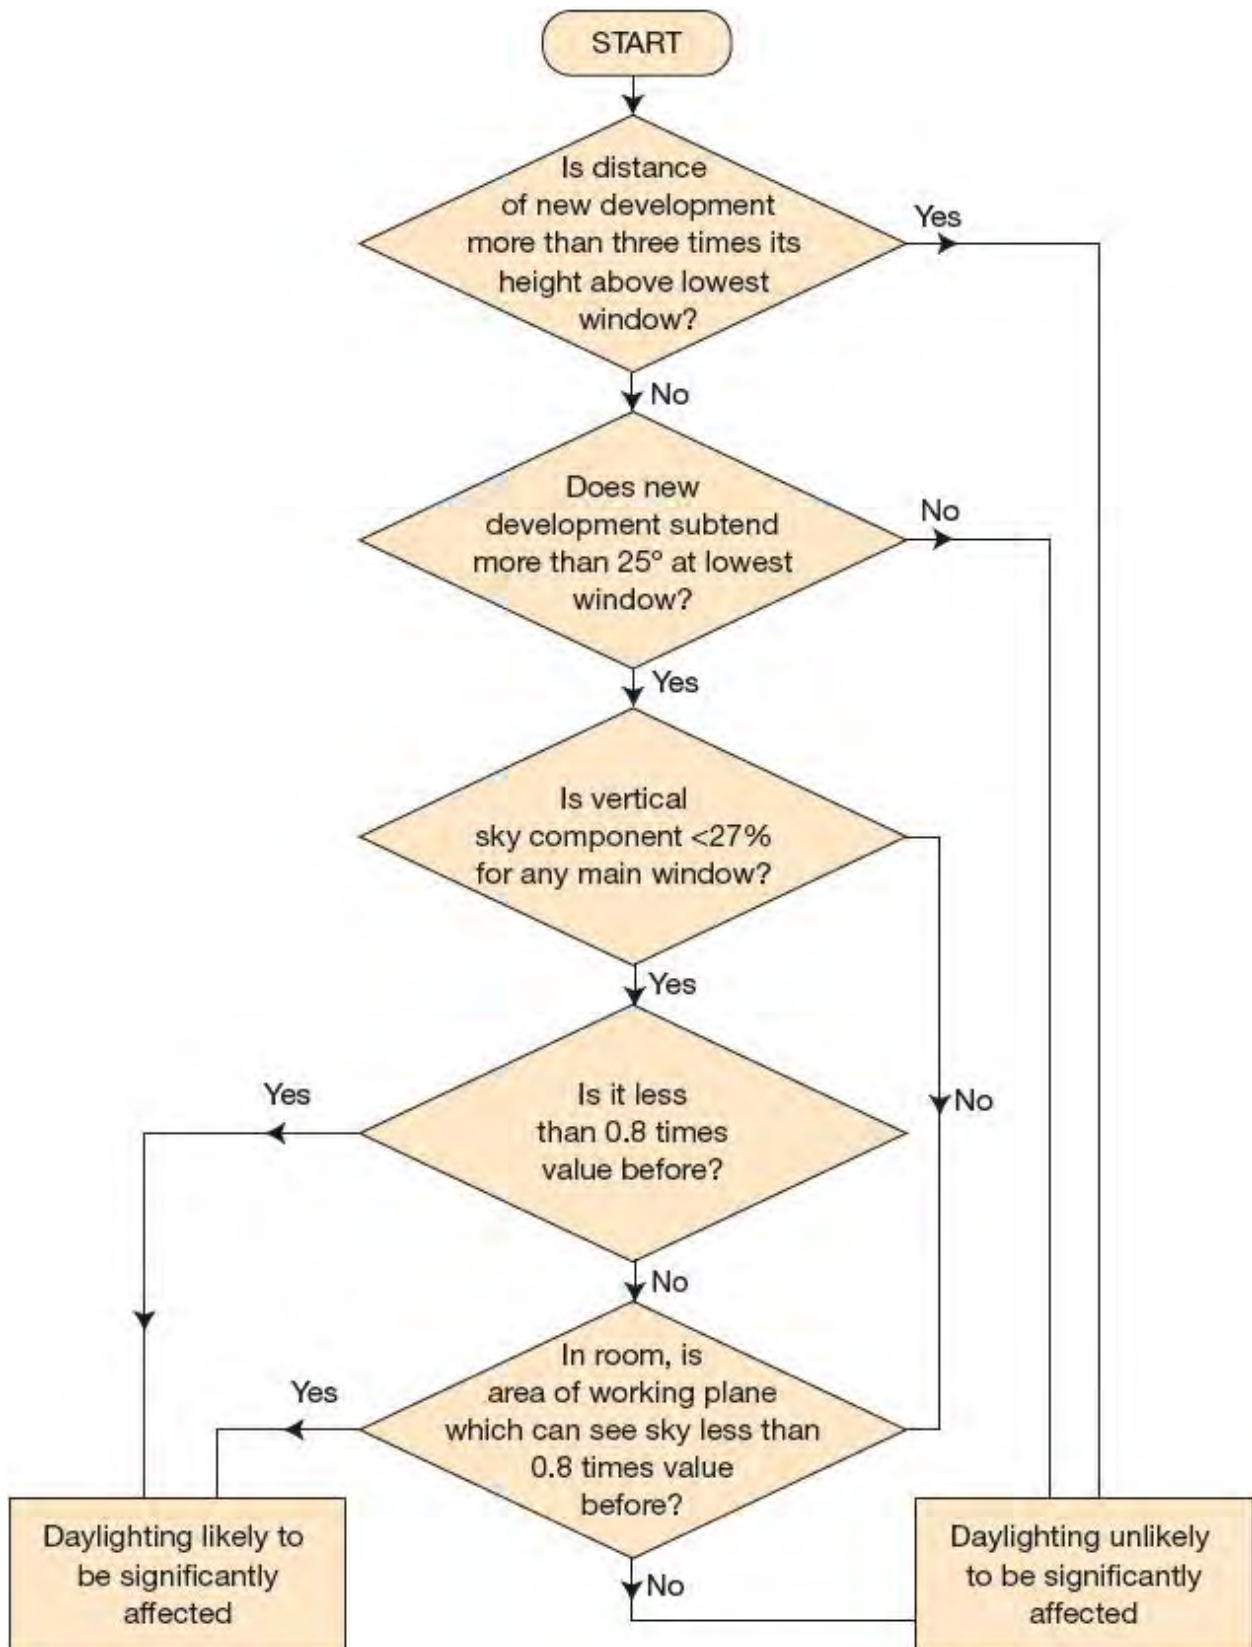 START
Is distance
of new development
more than three times its
height above lowest
window?
Yes
No
Does new
development subtend
more than 25º at lowest
window?
No
Yes
Is vertical
sky component <27%
for any main window?
Yes
No
Is it less
than 0.8 times
value before?
Yes
No
In room, is
area of working plane
which can see sky less than
0.8 times value
before?
Yes
No
Daylighting likely to
be significantly
affected
Daylighting unlikely
to be significantly
affected